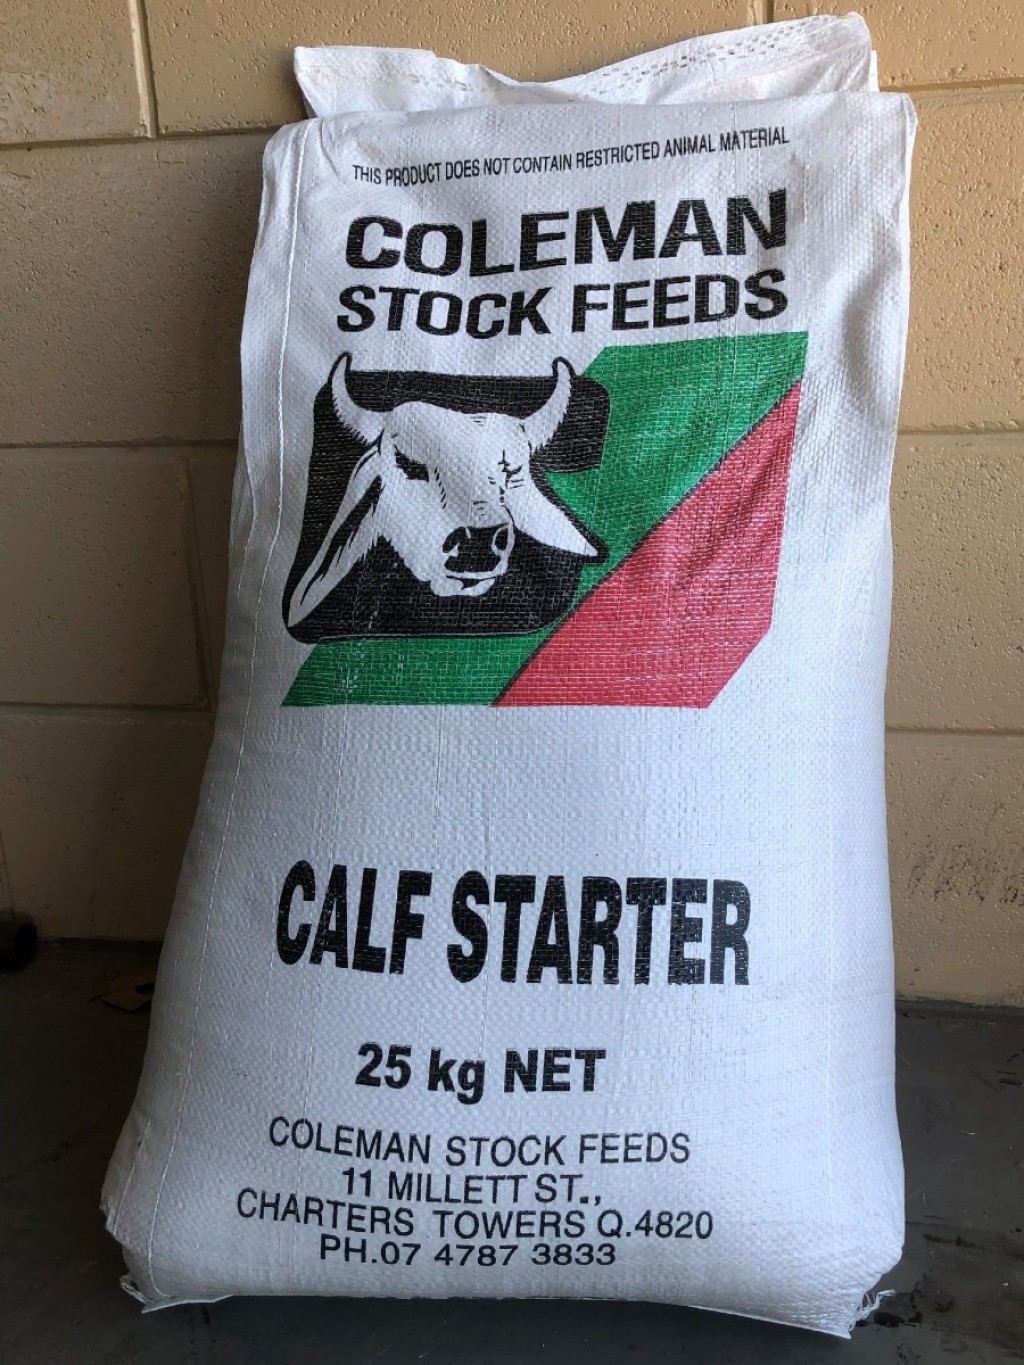 THIS PRODUCT DOES NOT CONTAIN RESTRICTED ANIMAL MATERIAL
COLEMAN
STOCK FEEDS
CALF STARTER
25 kg NET
COLEMAN STOCK FEEDS
11 MILLETT ST.,
CHARTERS TOWERS Q.4820
PH.07 4787 3833